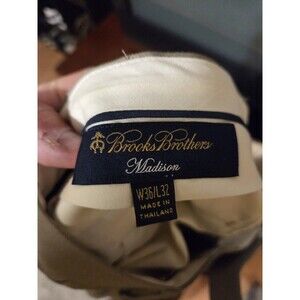 Brooks Brothers
Madison
W36/L32
MADE IN
THAILAND